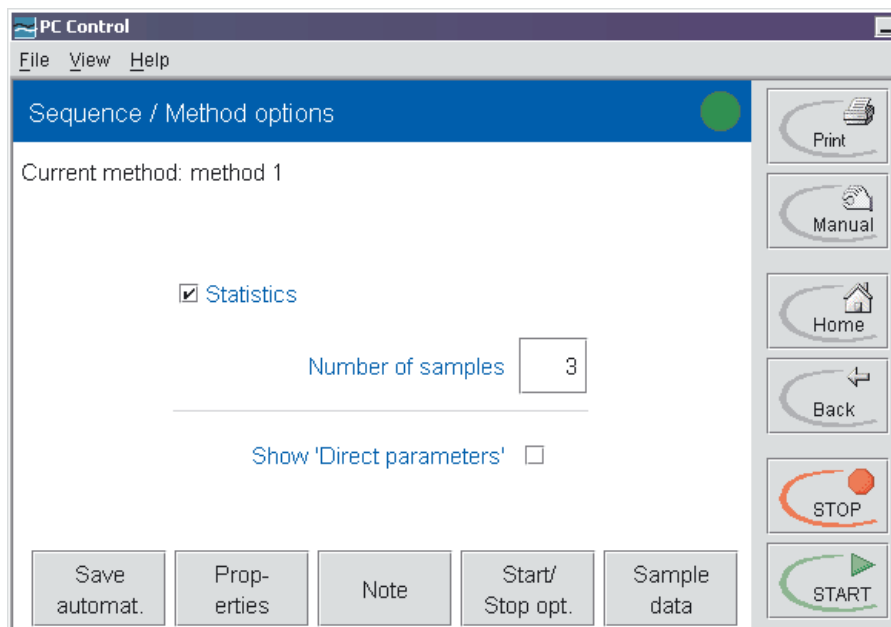 PC Control
File View Help
Sequence / Method options
Current method: method 1
Statistics
Number of samples 3
Show 'Direct parameters'
Save
automat.
Prop-
erties
Note
Start/
Stop opt.
Sample
data
Print
Manual
Home
Back
STOP
START